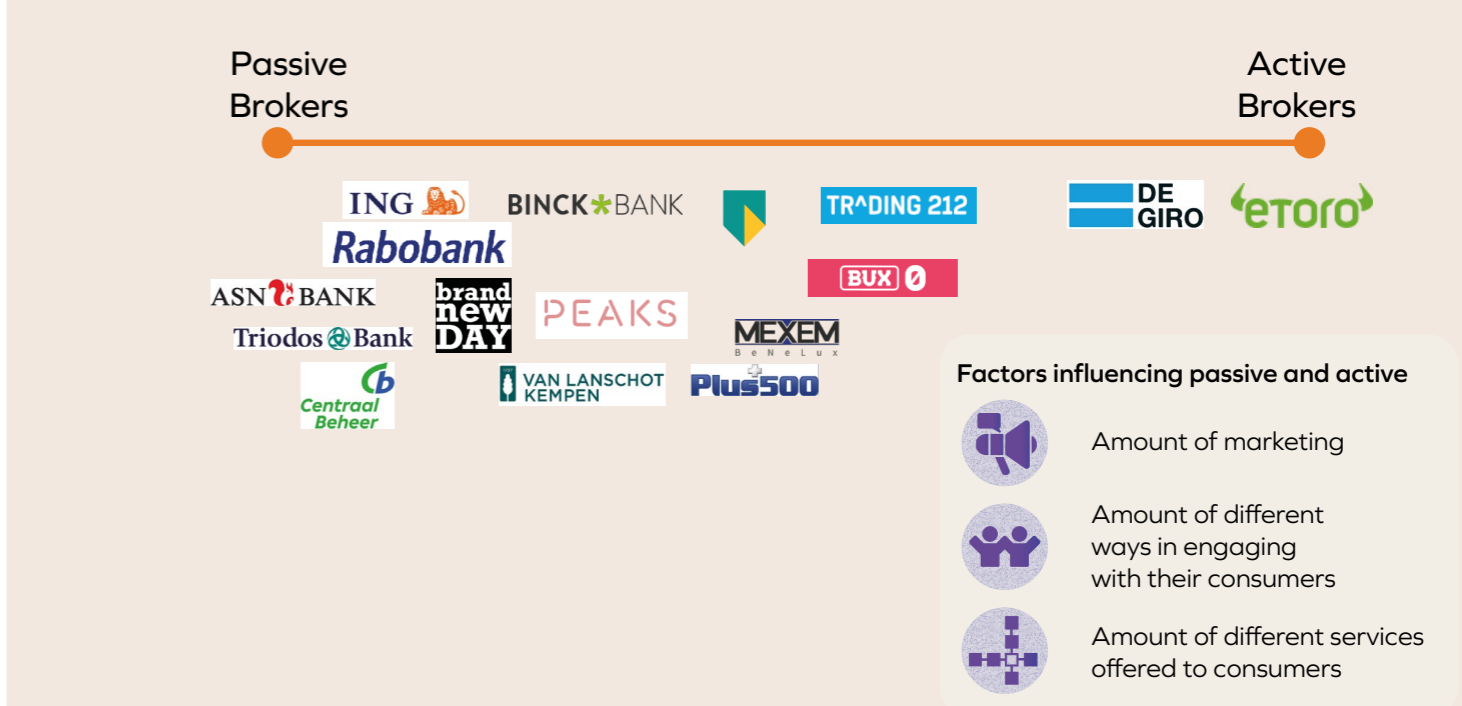 Passive
Brokers
Active
Brokers
ING
BINCK*BANK
TR^DING 212
DE
GIRO
eTORO
Rabobank
BUX 0
ASN BANK
brand
new
DAY
PEAKS
Triodos Bank
MEXEM
BeNeLux
Centraal
Beheer
VAN LANSCHOT
KEMPEN
Plus500
Factors influencing passive and active
Amount of marketing
Amount of different
ways in engaging
with their consumers
Amount of different services
offered to consumers